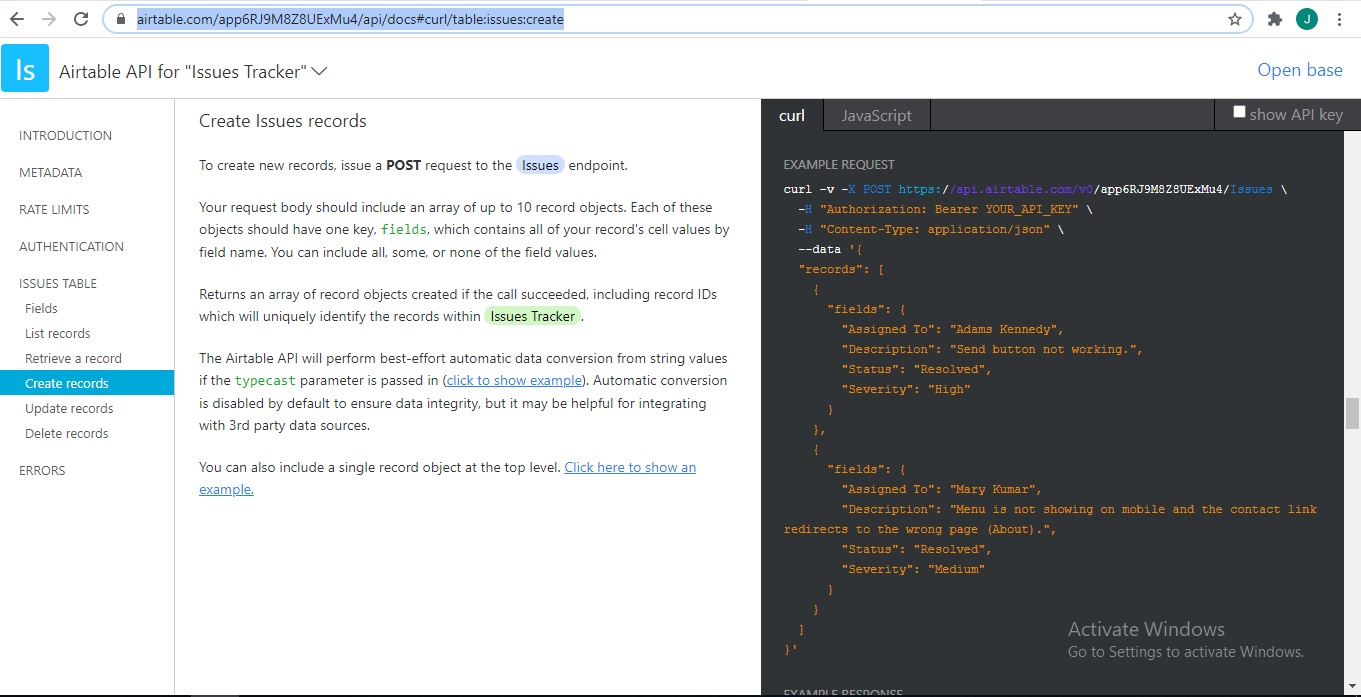 airtable.com/app6RJ9M8Z8UExMu4/api/docs#curl/table:issues:create
J
Is
Airtable API for "Issues Tracker"
Open base
INTRODUCTION
METADATA
RATE LIMITS
AUTHENTICATION
ISSUES TABLE
Fields
List records
Retrieve a record
Create records
Update records
Delete records
ERRORS
Create Issues records
To create new records, issue a POST request to the Issues endpoint.
Your request body should include an array of up to 10 record objects. Each of these
objects should have one key, fields, which contains all of your record's cell values by
field name. You can include all, some, or none of the field values.
Returns an array of record objects created if the call succeeded, including record IDs
which will uniquely identify the records within Issues Tracker.
The Airtable API will perform best-effort automatic data conversion from string values
if the typecast parameter is passed in (click to show example). Automatic conversion
is disabled by default to ensure data integrity, but it may be helpful for integrating
with 3rd party data sources.
You can also include a single record object at the top level. Click here to show an
example.
curl
JavaScript
show API key
EXAMPLE REQUEST
curl -v -X POST https://api.airtable.com/v0/app6RJ9M8Z8UExMu4/Issues \
-H "Authorization: Bearer YOUR_API_KEY" \
-H "Content-Type: application/json" \
--data '{
"records": [
{
"fields": {
"Assigned To": "Adams Kennedy",
"Description": "Send button not working.",
"Status": "Resolved",
"Severity": "High"
}
},
{
"fields": {
"Assigned To": "Mary Kumar",
"Description": "Menu is not showing on mobile and the contact link
redirects to the wrong page (About).",
"Status": "Resolved",
"Severity": "Medium"
}
}
]
}'
Activate Windows
Go to Settings to activate Windows.
EXAMPLE RESPONSE